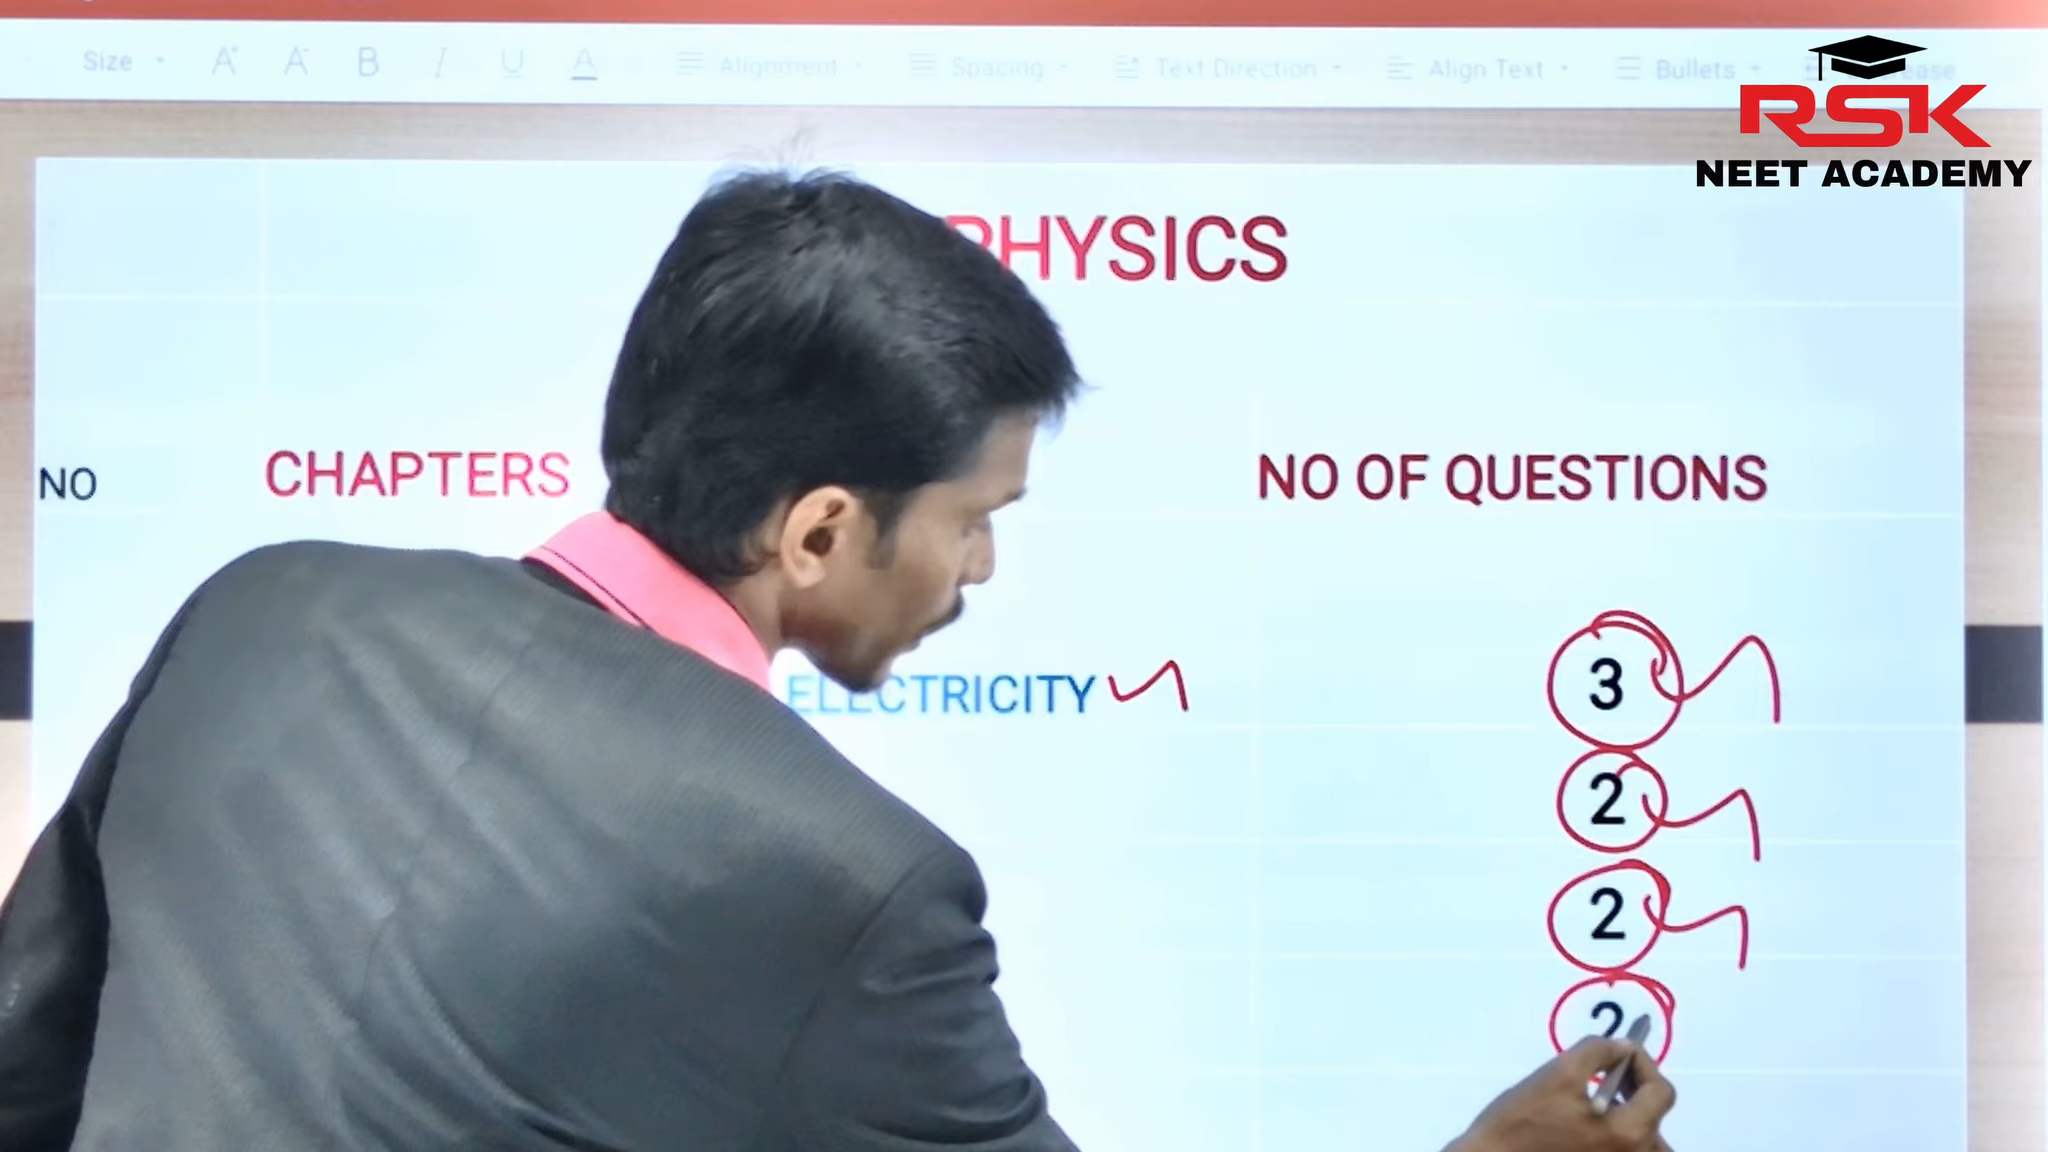 Size A+ A- B I U A Alignment Spacing Text Direction Align Text Bullets
RSK
NEET ACADEMY
PHYSICS
NO CHAPTERS NO OF QUESTIONS
ELECTRICITY 3
2
2
2